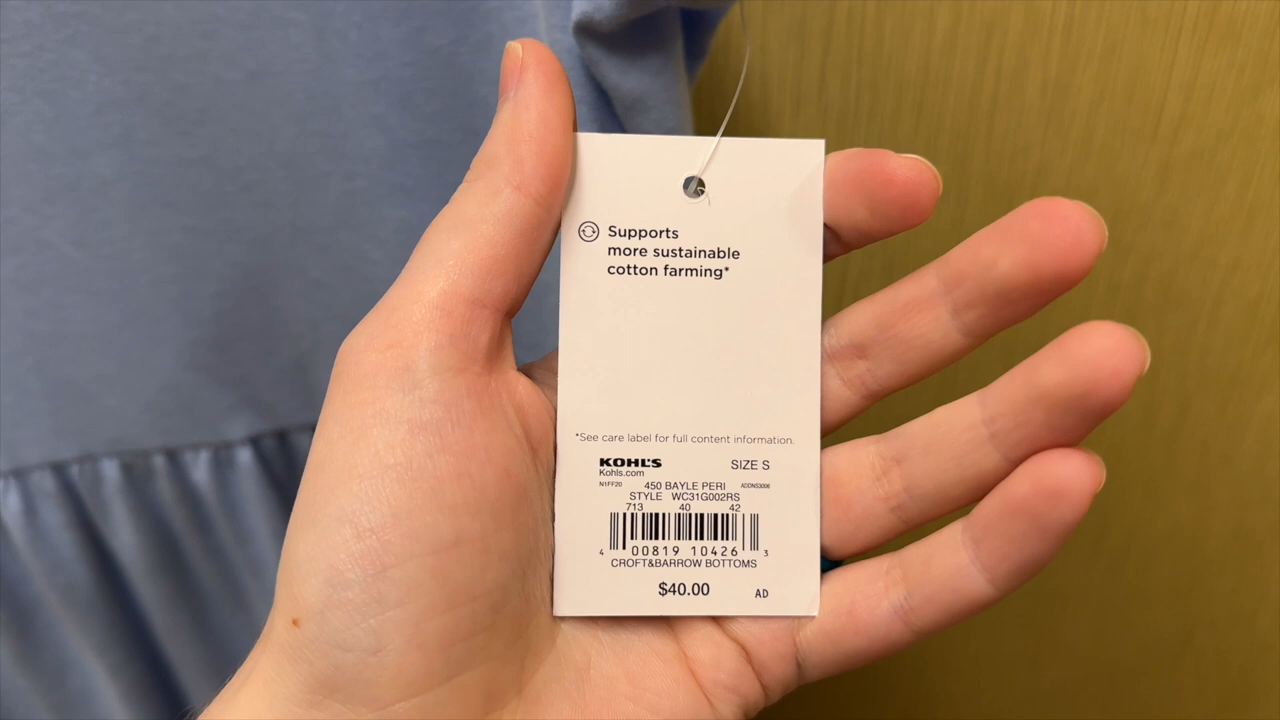 Supports
more sustainable
cotton farming*
*See care label for full content information.
KOHL'S SIZE S
Kohls.com
N1FF20 450 BAYLE PERI ADDNS3006
STYLE WC31G002RS
713 40 42
4 00819 10426 3
CROFT&BARROW BOTTOMS
$40.00 AD